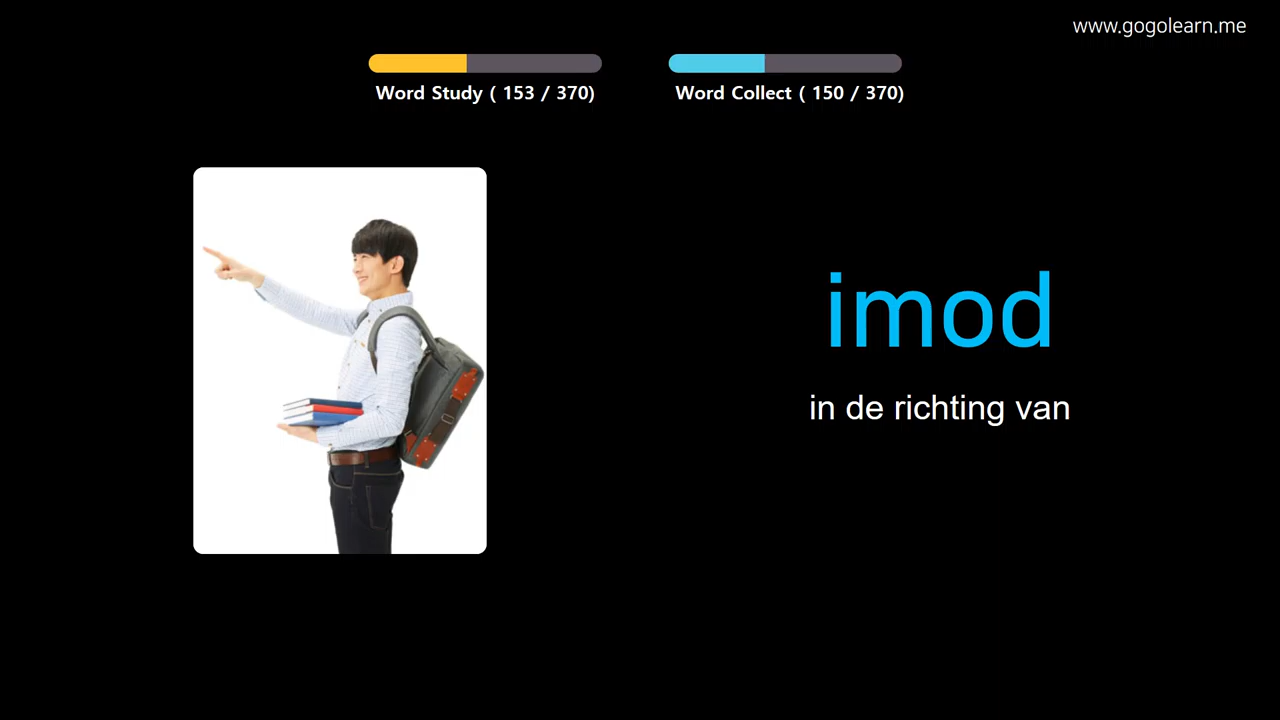 www.gogolearn.me
Word Study ( 153 / 370)
Word Collect ( 150 / 370)
imod
in de richting van